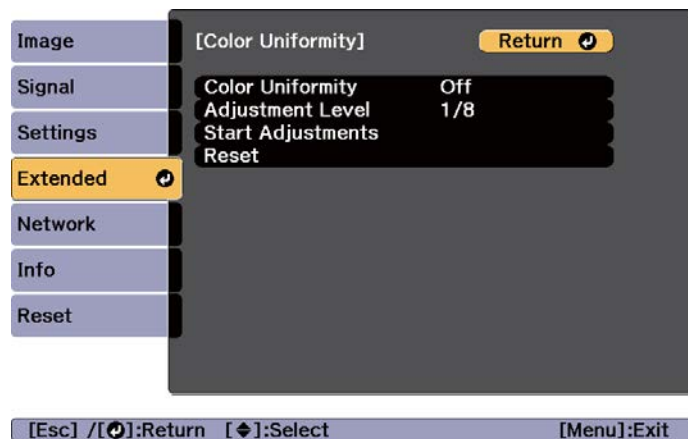 Image
Signal
Settings
Extended
Network
Info
Reset
[Color Uniformity] Return
Color Uniformity Off
Adjustment Level 1/8
Start Adjustments
Reset
[Esc] /[⏎]:Return [◆]:Select [Menu]:Exit